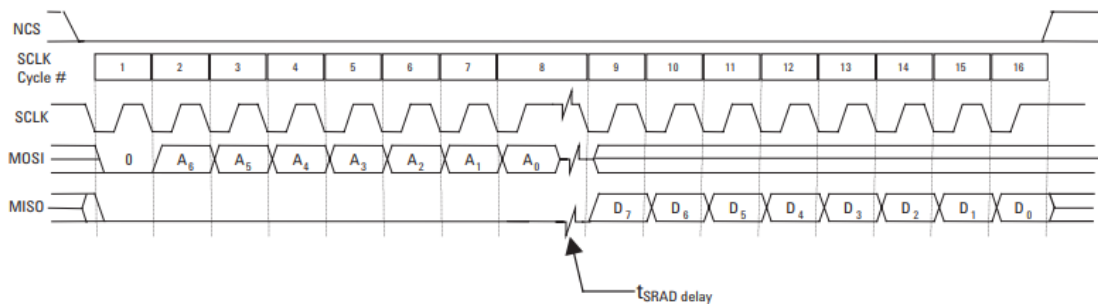 NCS
SCLK
Cycle #
1 2 3 4 5 6 7 8 9 10 11 12 13 14 15 16
SCLK
MOSI 0 A6 A5 A4 A3 A2 A1 A0
MISO D7 D6 D5 D4 D3 D2 D1 D0
tSRAD delay